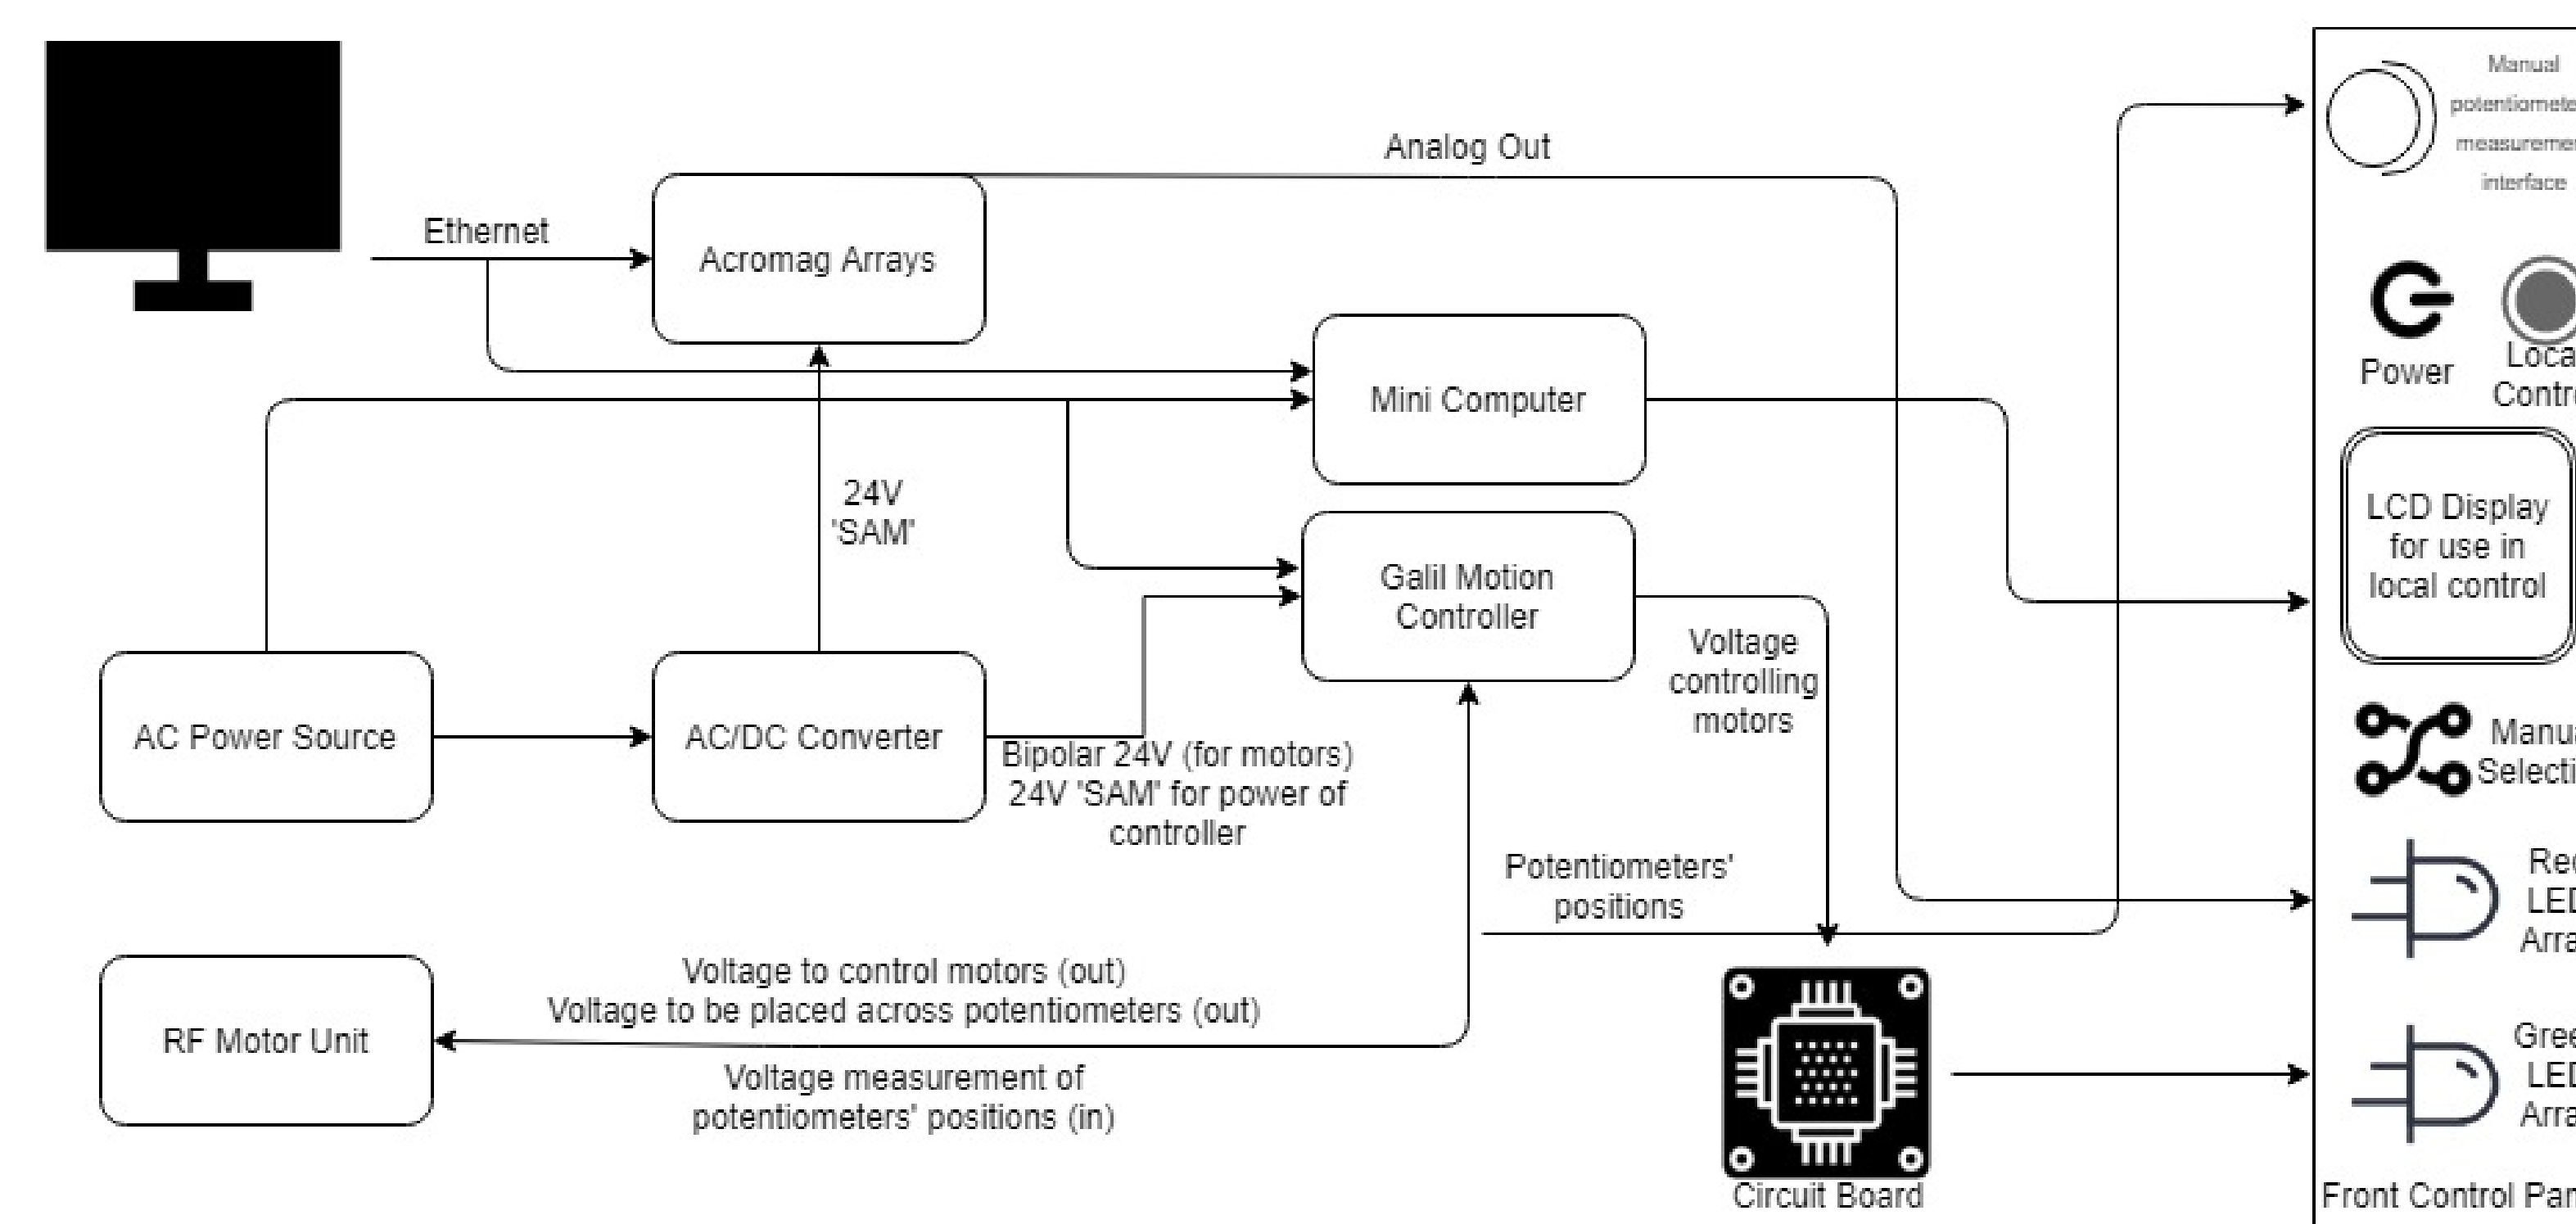 Manual
measurement
interface
Analog Out
Ethernet
Acromag Arrays
Power
Mini Computer
24V
'SAM'
LCD Display
for use in
local control
Galil Motion
Controller
Voltage
controlling
motors
AC Power Source
AC/DC Converter
Bipolar 24V (for motors)
24V 'SAM' for power of
controller
Potentiometers'
positions
Voltage to control motors (out)
Voltage to be placed across potentiometers (out)
RF Motor Unit
Voltage measurement of
potentiometers' positions (in)
Circuit Board
Front Control